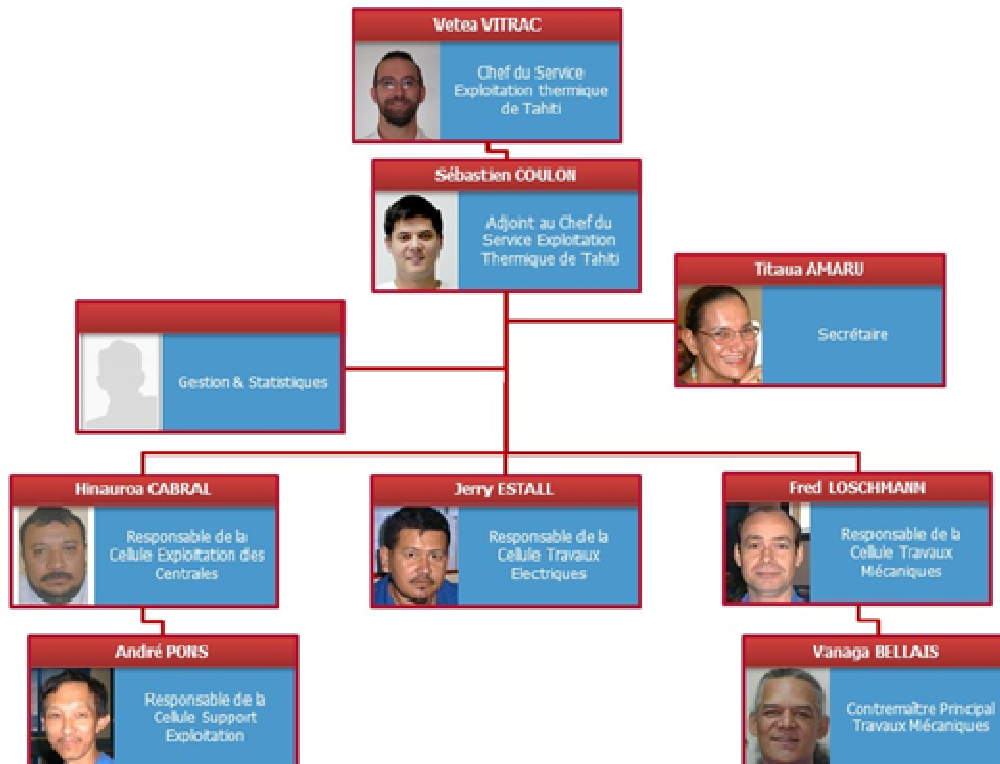 Vetea VITRAC
Chef du Service
Exploitation thermique
de Tahiti
Sébastien COULON
Adjoint au Chef du
Service Exploitation
Thermique de Tahiti
Titaua AMARU
Secrétaire
Gestion & Statistiques
Hinauroa CABRAL
Responsable de la
Cellule Exploitation des
Centrales
Jerry ESTALL
Responsable de la
Cellule Travaux
Electriques
Fred LOSCHMANN
Responsable de la
Cellule Travaux
Mécaniques
André PONS
Responsable de la
Cellule Support
Exploitation
Vanaga BELLAIS
Contremaître Principal
Travaux Mécaniques